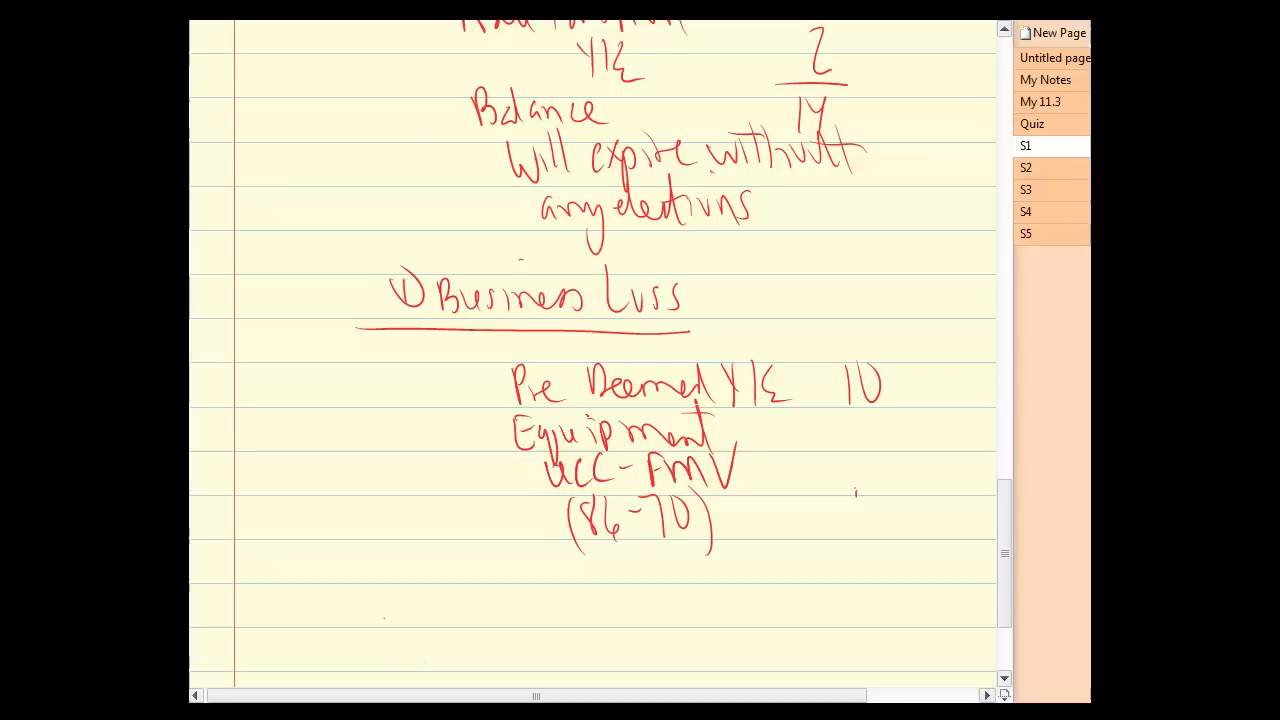 Y/E
2
Balance
14
Will expire without
any elections
① Business Loss
Pre Deemed Y/E 10
Equipment
UCC - FMV
(86-70)
New Page
Untitled page
My Notes
My 11.3
Quiz
S1
S2
S3
S4
S5